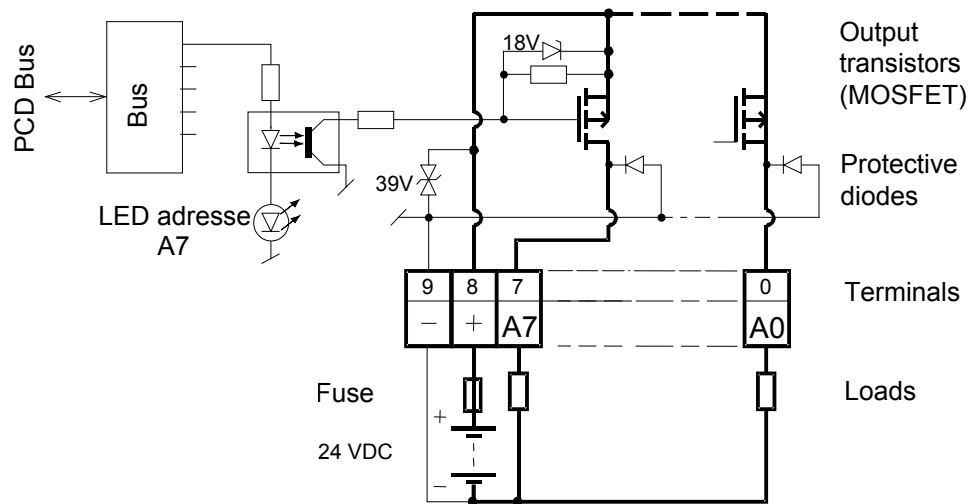 PCD Bus
Bus
LED adresse
A7
18V
39V
Output
transistors
(MOSFET)
Protective
diodes
9 8 7 0
– + A7 A0
Terminals
Fuse
Loads
+
24 VDC
–